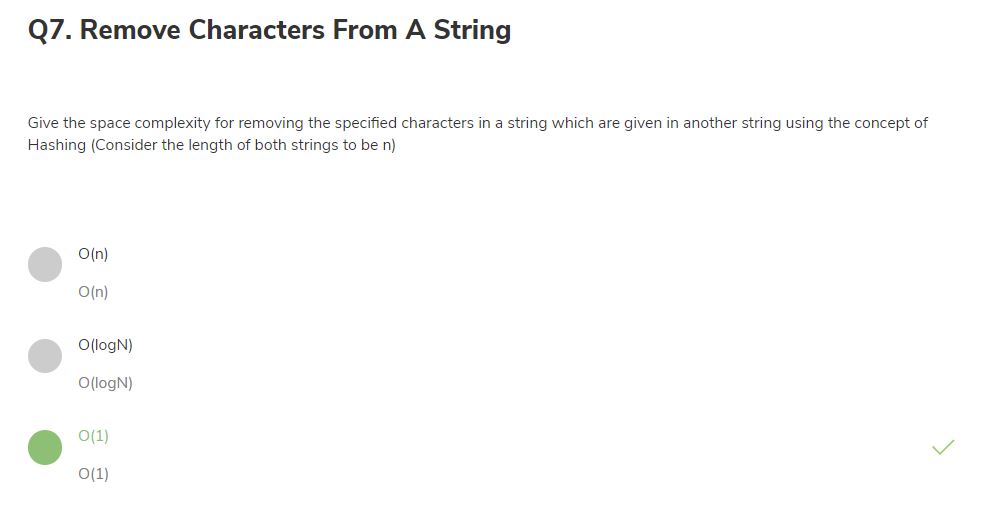 Q7. Remove Characters From A String
Give the space complexity for removing the specified characters in a string which are given in another string using the concept of
Hashing (Consider the length of both strings to be n)
O(n)
O(n)
O(logN)
O(logN)
O(1)
O(1)